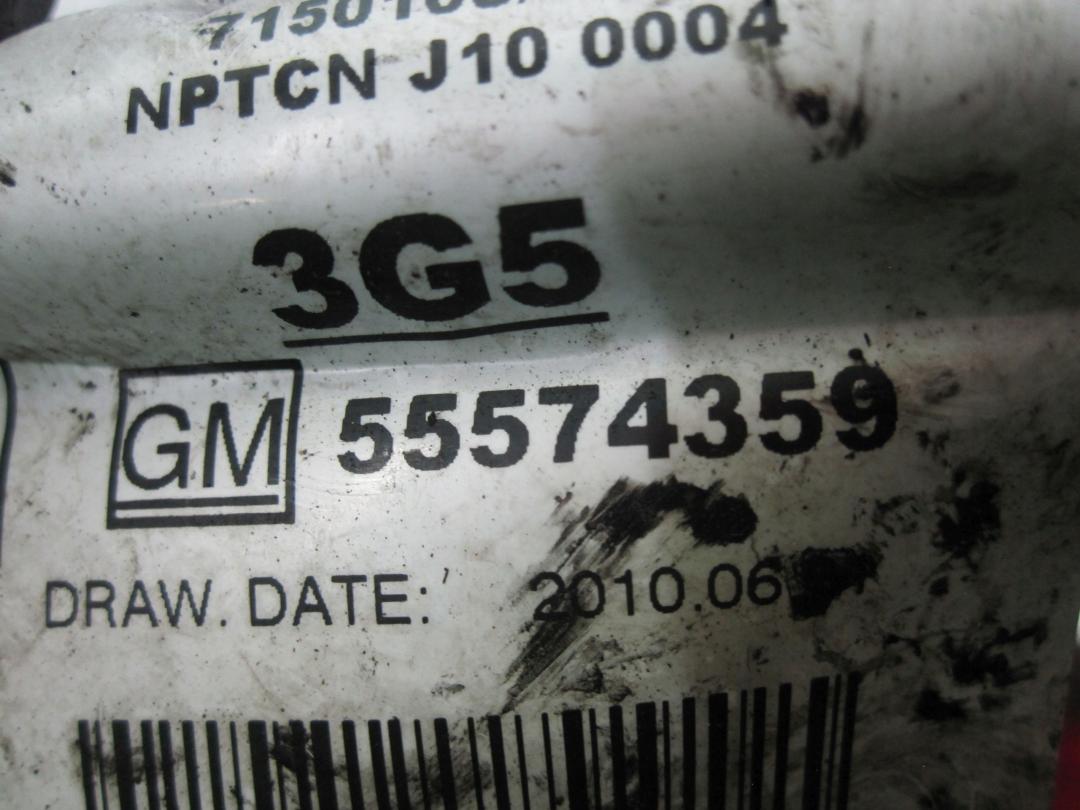 NPTCN J10 0004
3G5
GM 55574359
DRAW. DATE: 2010.06